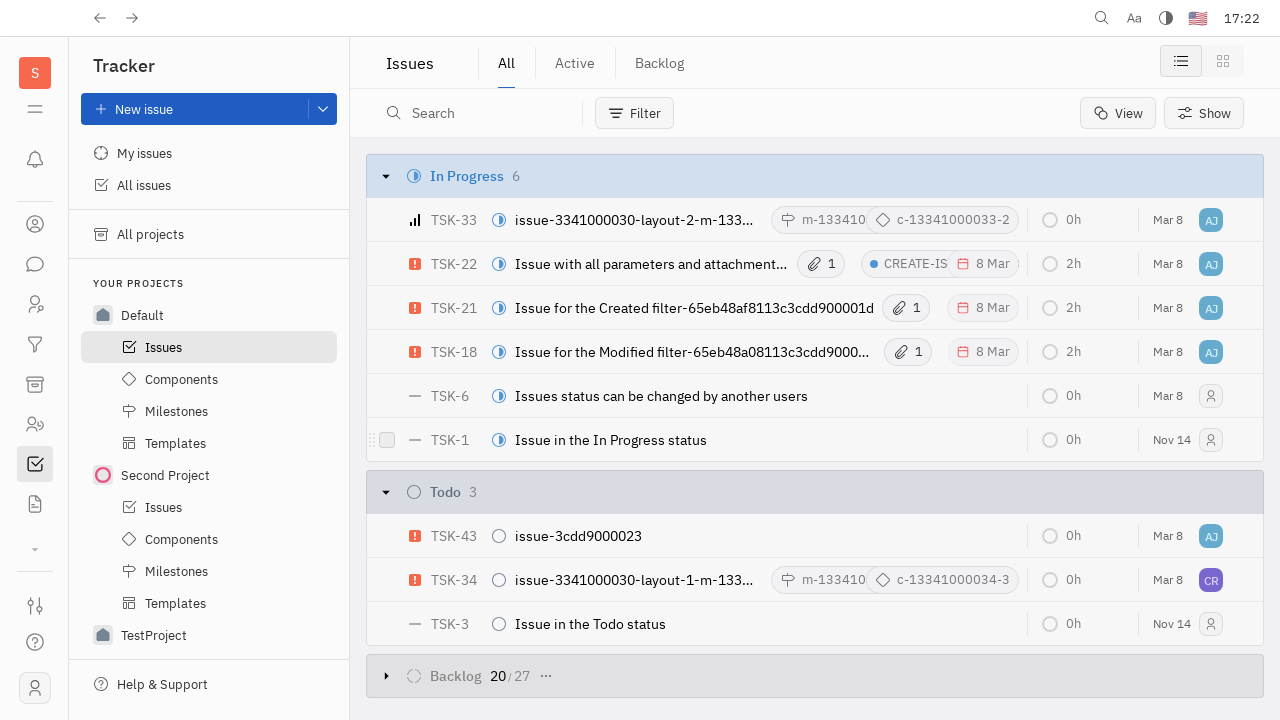 Aa 17:22
S
Tracker
New issue
My issues
All issues
All projects
YOUR PROJECTS
Default
Issues
Components
Milestones
Templates
Second Project
Issues
Components
Milestones
Templates
TestProject
Help & Support
Issues All Active Backlog
Search Filter View Show
In Progress 6
TSK-33 issue-3341000030-layout-2-m-133... m-13341 c-13341000033-2 0h Mar 8 AJ
TSK-22 Issue with all parameters and attachment... 1 CREATE-IS 8 Mar 2h Mar 8 AJ
TSK-21 Issue for the Created filter-65eb48af8113c3cdd900001d 1 8 Mar 2h Mar 8 AJ
TSK-18 Issue for the Modified filter-65eb48a08113c3cdd9000... 1 8 Mar 2h Mar 8 AJ
TSK-6 Issues status can be changed by another users 0h Mar 8
TSK-1 Issue in the In Progress status 0h Nov 14
Todo 3
TSK-43 issue-3cdd9000023 0h Mar 8 AJ
TSK-34 issue-3341000030-layout-1-m-133... m-13341 c-13341000034-3 0h Mar 8 CR
TSK-3 Issue in the Todo status 0h Nov 14
Backlog 20 / 27 ...